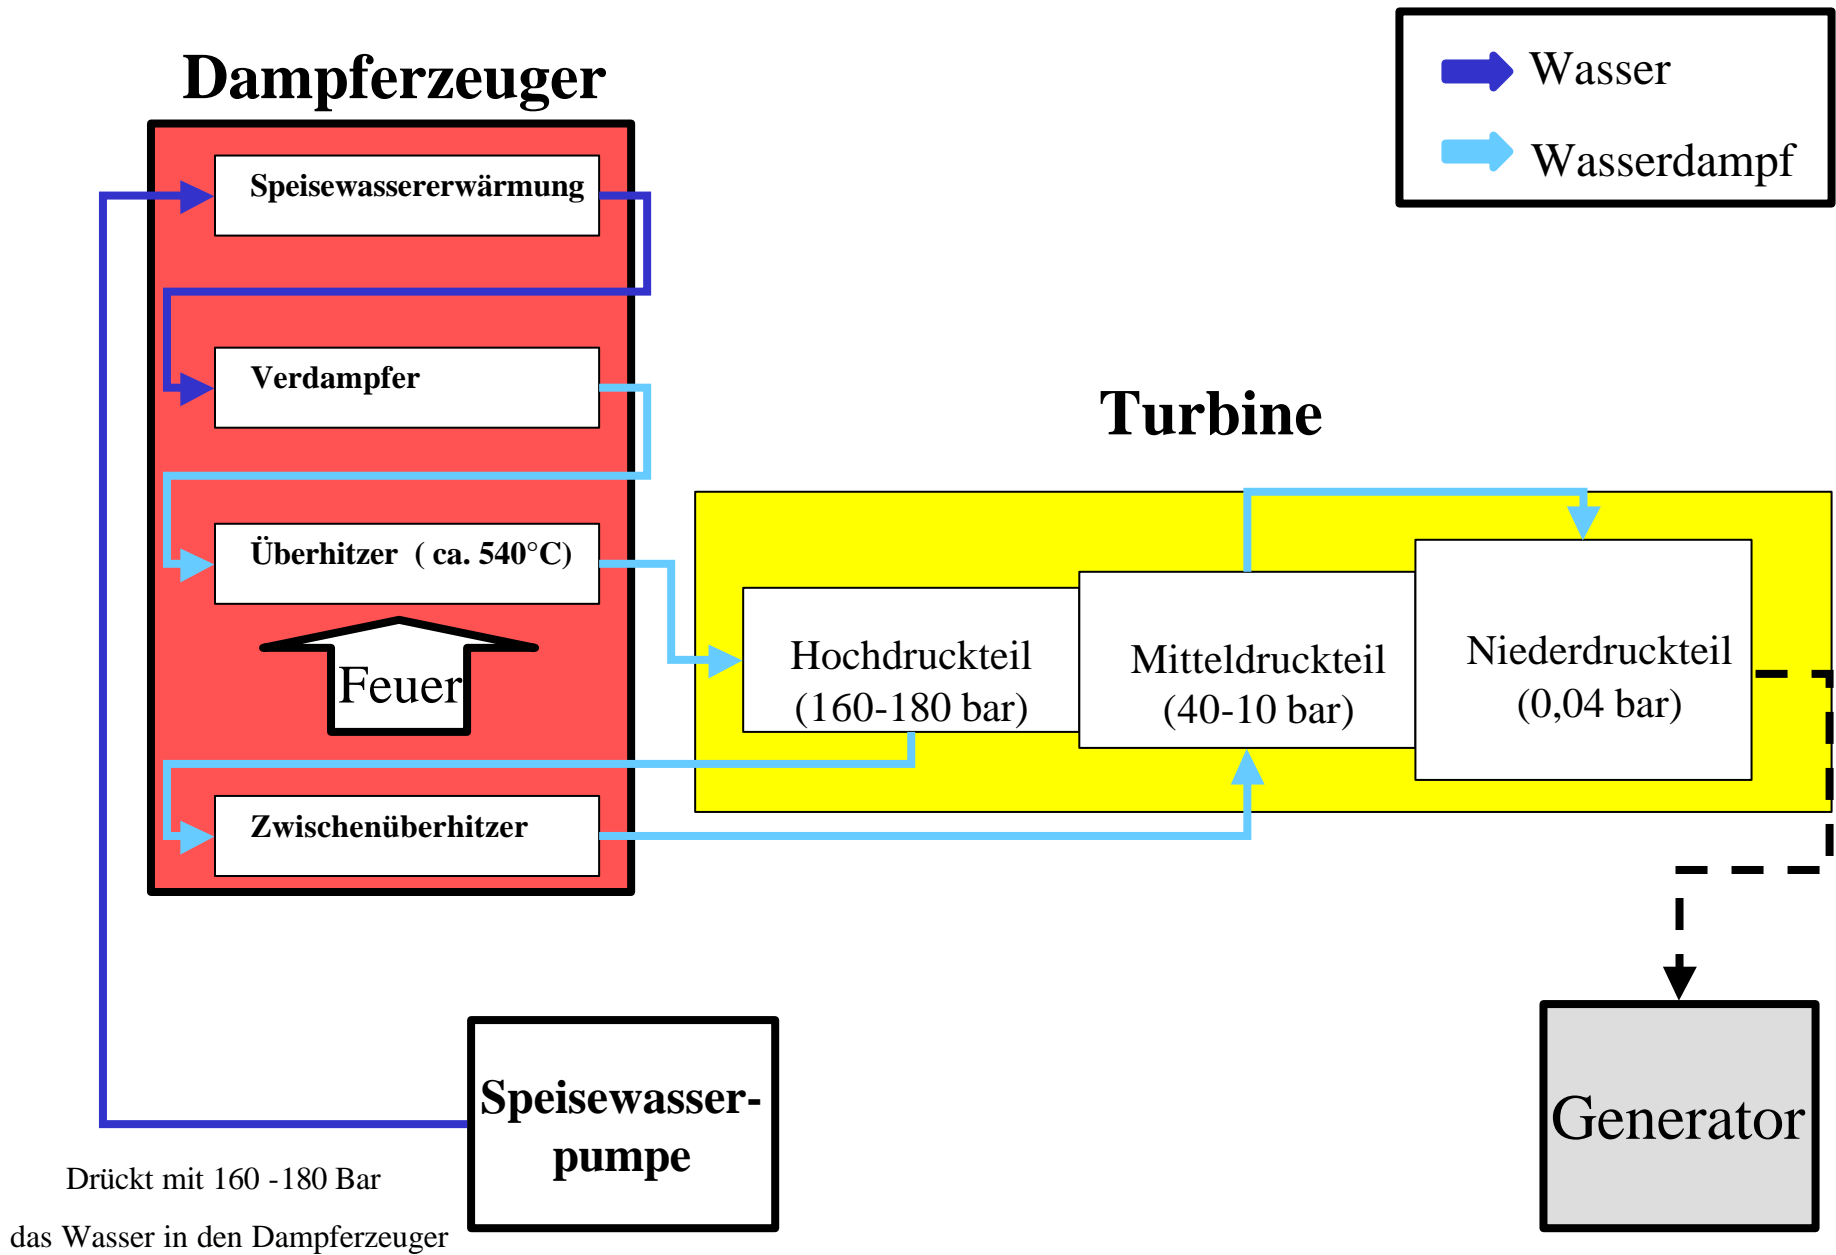 Dampferzeuger
Wasser
Wasserdampf
Speisewassererwärmung
Verdampfer
Überhitzer ( ca. 540°C)
Feuer
Zwischenüberhitzer
Turbine
Hochdruckteil
(160-180 bar)
Mitteldruckteil
(40-10 bar)
Niederdruckteil
(0,04 bar)
Speisewasser-
pumpe
Generator
Drückt mit 160 -180 Bar
das Wasser in den Dampferzeuger